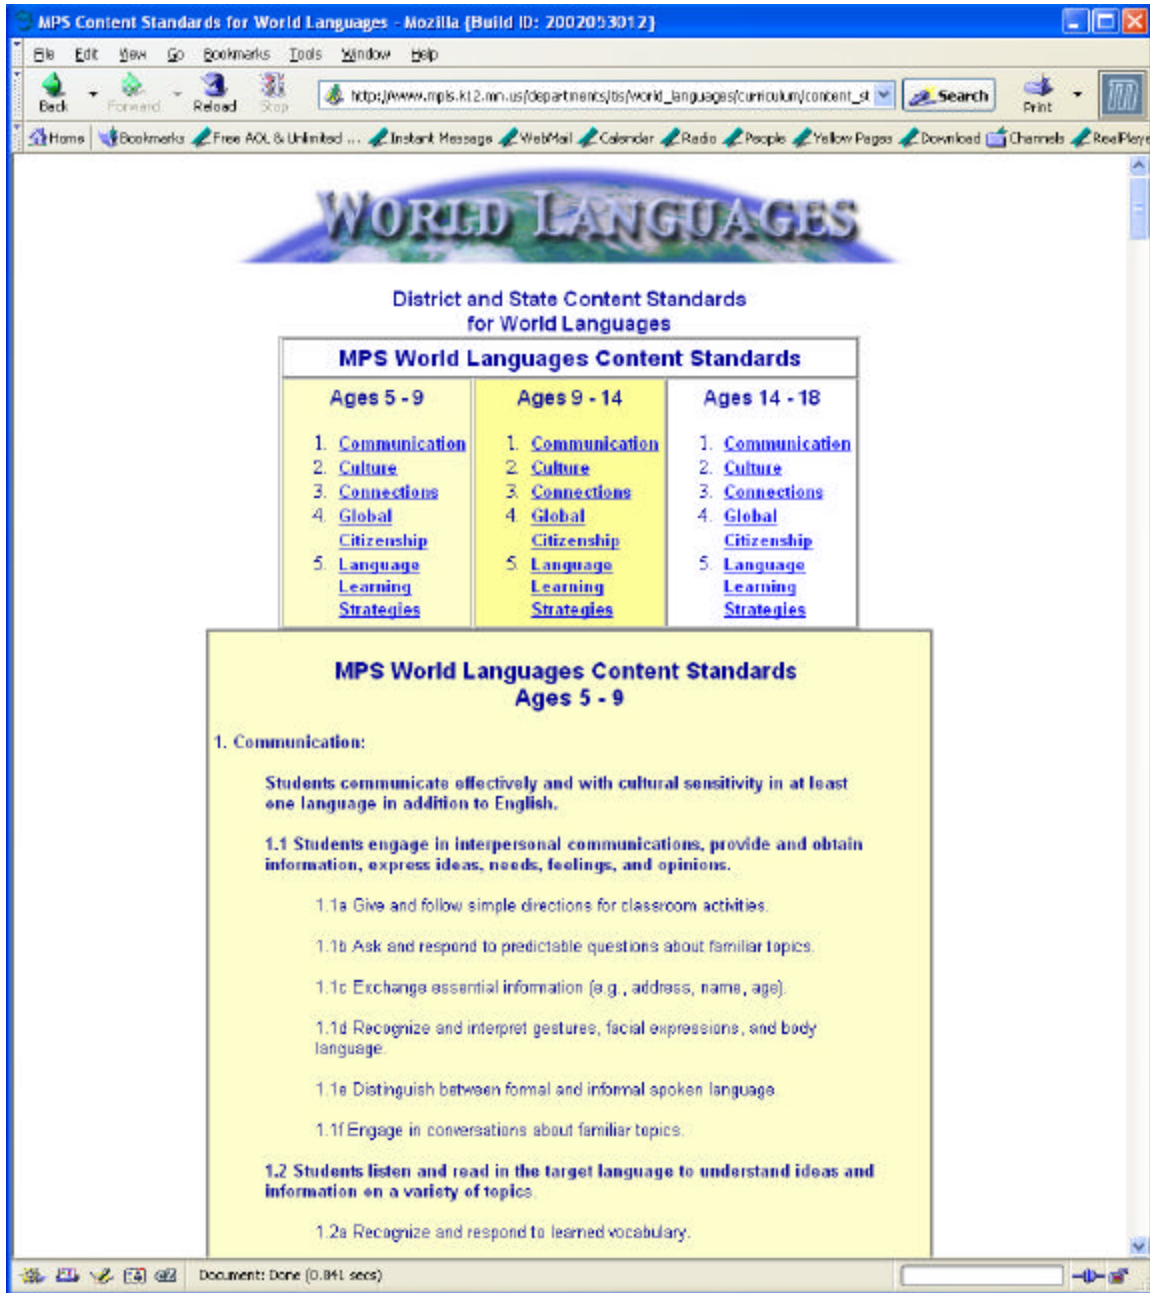 MPS Content Standards for World Languages - Mozilla {Build ID: 2002053012}
File Edit View Go Bookmarks Tools Window Help
Back Forward Reload Stop http://www.mpls.k12.mn.us/departments/tis/world_languages/curriculum/content_st Search Print
Home Bookmarks Free AOL & Unlimited ... Instant Message WebMail Calendar Radio People Yellow Pages Download Channels RealPlaye
WORLD LANGUAGES
District and State Content Standards
for World Languages
MPS World Languages Content Standards
Ages 5 - 9
1. Communication
2. Culture
3. Connections
4. Global
Citizenship
5. Language
Learning
Strategies
Ages 9 - 14
1. Communication
2. Culture
3. Connections
4. Global
Citizenship
5. Language
Learning
Strategies
Ages 14 - 18
1. Communication
2. Culture
3. Connections
4. Global
Citizenship
5. Language
Learning
Strategies
MPS World Languages Content Standards
Ages 5 - 9
1. Communication:
Students communicate effectively and with cultural sensitivity in at least
one language in addition to English.
1.1 Students engage in interpersonal communications, provide and obtain
information, express ideas, needs, feelings, and opinions.
1.1a Give and follow simple directions for classroom activities.
1.1b Ask and respond to predictable questions about familiar topics.
1.1c Exchange essential information (e.g., address, name, age).
1.1d Recognize and interpret gestures, facial expressions, and body
language.
1.1e Distinguish between formal and informal spoken language
1.1f Engage in conversations about familiar topics.
1.2 Students listen and read in the target language to understand ideas and
information on a variety of topics.
1.2a Recognize and respond to learned vocabulary.
Document: Done (0.841 secs)